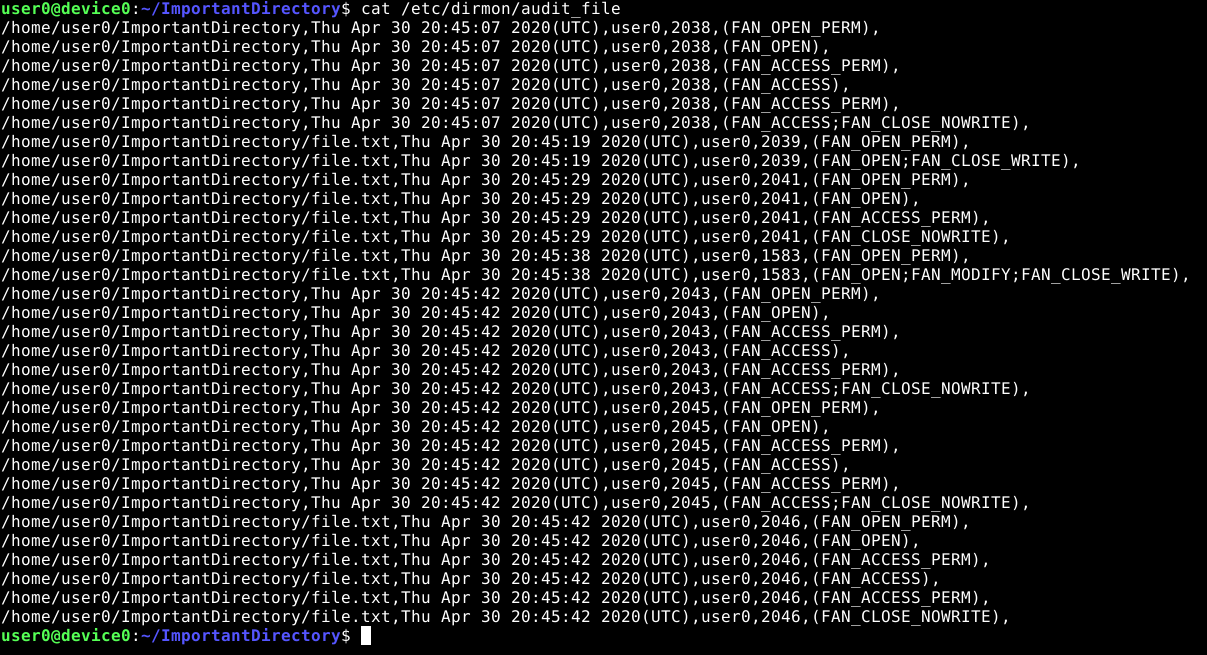 user0@device0:~/ImportantDirectory$ cat /etc/dirmon/audit_file
/home/user0/ImportantDirectory,Thu Apr 30 20:45:07 2020(UTC),user0,2038,(FAN_OPEN_PERM),
/home/user0/ImportantDirectory,Thu Apr 30 20:45:07 2020(UTC),user0,2038,(FAN_OPEN),
/home/user0/ImportantDirectory,Thu Apr 30 20:45:07 2020(UTC),user0,2038,(FAN_ACCESS_PERM),
/home/user0/ImportantDirectory,Thu Apr 30 20:45:07 2020(UTC),user0,2038,(FAN_ACCESS),
/home/user0/ImportantDirectory,Thu Apr 30 20:45:07 2020(UTC),user0,2038,(FAN_ACCESS_PERM),
/home/user0/ImportantDirectory,Thu Apr 30 20:45:07 2020(UTC),user0,2038,(FAN_ACCESS;FAN_CLOSE_NOWRITE),
/home/user0/ImportantDirectory/file.txt,Thu Apr 30 20:45:19 2020(UTC),user0,2039,(FAN_OPEN_PERM),
/home/user0/ImportantDirectory/file.txt,Thu Apr 30 20:45:19 2020(UTC),user0,2039,(FAN_OPEN;FAN_CLOSE_WRITE),
/home/user0/ImportantDirectory/file.txt,Thu Apr 30 20:45:29 2020(UTC),user0,2041,(FAN_OPEN_PERM),
/home/user0/ImportantDirectory/file.txt,Thu Apr 30 20:45:29 2020(UTC),user0,2041,(FAN_OPEN),
/home/user0/ImportantDirectory/file.txt,Thu Apr 30 20:45:29 2020(UTC),user0,2041,(FAN_ACCESS_PERM),
/home/user0/ImportantDirectory/file.txt,Thu Apr 30 20:45:29 2020(UTC),user0,2041,(FAN_CLOSE_NOWRITE),
/home/user0/ImportantDirectory/file.txt,Thu Apr 30 20:45:38 2020(UTC),user0,1583,(FAN_OPEN_PERM),
/home/user0/ImportantDirectory/file.txt,Thu Apr 30 20:45:38 2020(UTC),user0,1583,(FAN_OPEN;FAN_MODIFY;FAN_CLOSE_WRITE),
/home/user0/ImportantDirectory,Thu Apr 30 20:45:42 2020(UTC),user0,2043,(FAN_OPEN_PERM),
/home/user0/ImportantDirectory,Thu Apr 30 20:45:42 2020(UTC),user0,2043,(FAN_OPEN),
/home/user0/ImportantDirectory,Thu Apr 30 20:45:42 2020(UTC),user0,2043,(FAN_ACCESS_PERM),
/home/user0/ImportantDirectory,Thu Apr 30 20:45:42 2020(UTC),user0,2043,(FAN_ACCESS),
/home/user0/ImportantDirectory,Thu Apr 30 20:45:42 2020(UTC),user0,2043,(FAN_ACCESS_PERM),
/home/user0/ImportantDirectory,Thu Apr 30 20:45:42 2020(UTC),user0,2043,(FAN_ACCESS;FAN_CLOSE_NOWRITE),
/home/user0/ImportantDirectory,Thu Apr 30 20:45:42 2020(UTC),user0,2045,(FAN_OPEN_PERM),
/home/user0/ImportantDirectory,Thu Apr 30 20:45:42 2020(UTC),user0,2045,(FAN_OPEN),
/home/user0/ImportantDirectory,Thu Apr 30 20:45:42 2020(UTC),user0,2045,(FAN_ACCESS_PERM),
/home/user0/ImportantDirectory,Thu Apr 30 20:45:42 2020(UTC),user0,2045,(FAN_ACCESS),
/home/user0/ImportantDirectory,Thu Apr 30 20:45:42 2020(UTC),user0,2045,(FAN_ACCESS_PERM),
/home/user0/ImportantDirectory,Thu Apr 30 20:45:42 2020(UTC),user0,2045,(FAN_ACCESS;FAN_CLOSE_NOWRITE),
/home/user0/ImportantDirectory/file.txt,Thu Apr 30 20:45:42 2020(UTC),user0,2046,(FAN_OPEN_PERM),
/home/user0/ImportantDirectory/file.txt,Thu Apr 30 20:45:42 2020(UTC),user0,2046,(FAN_OPEN),
/home/user0/ImportantDirectory/file.txt,Thu Apr 30 20:45:42 2020(UTC),user0,2046,(FAN_ACCESS_PERM),
/home/user0/ImportantDirectory/file.txt,Thu Apr 30 20:45:42 2020(UTC),user0,2046,(FAN_ACCESS),
/home/user0/ImportantDirectory/file.txt,Thu Apr 30 20:45:42 2020(UTC),user0,2046,(FAN_ACCESS_PERM),
/home/user0/ImportantDirectory/file.txt,Thu Apr 30 20:45:42 2020(UTC),user0,2046,(FAN_CLOSE_NOWRITE),
user0@device0:~/ImportantDirectory$